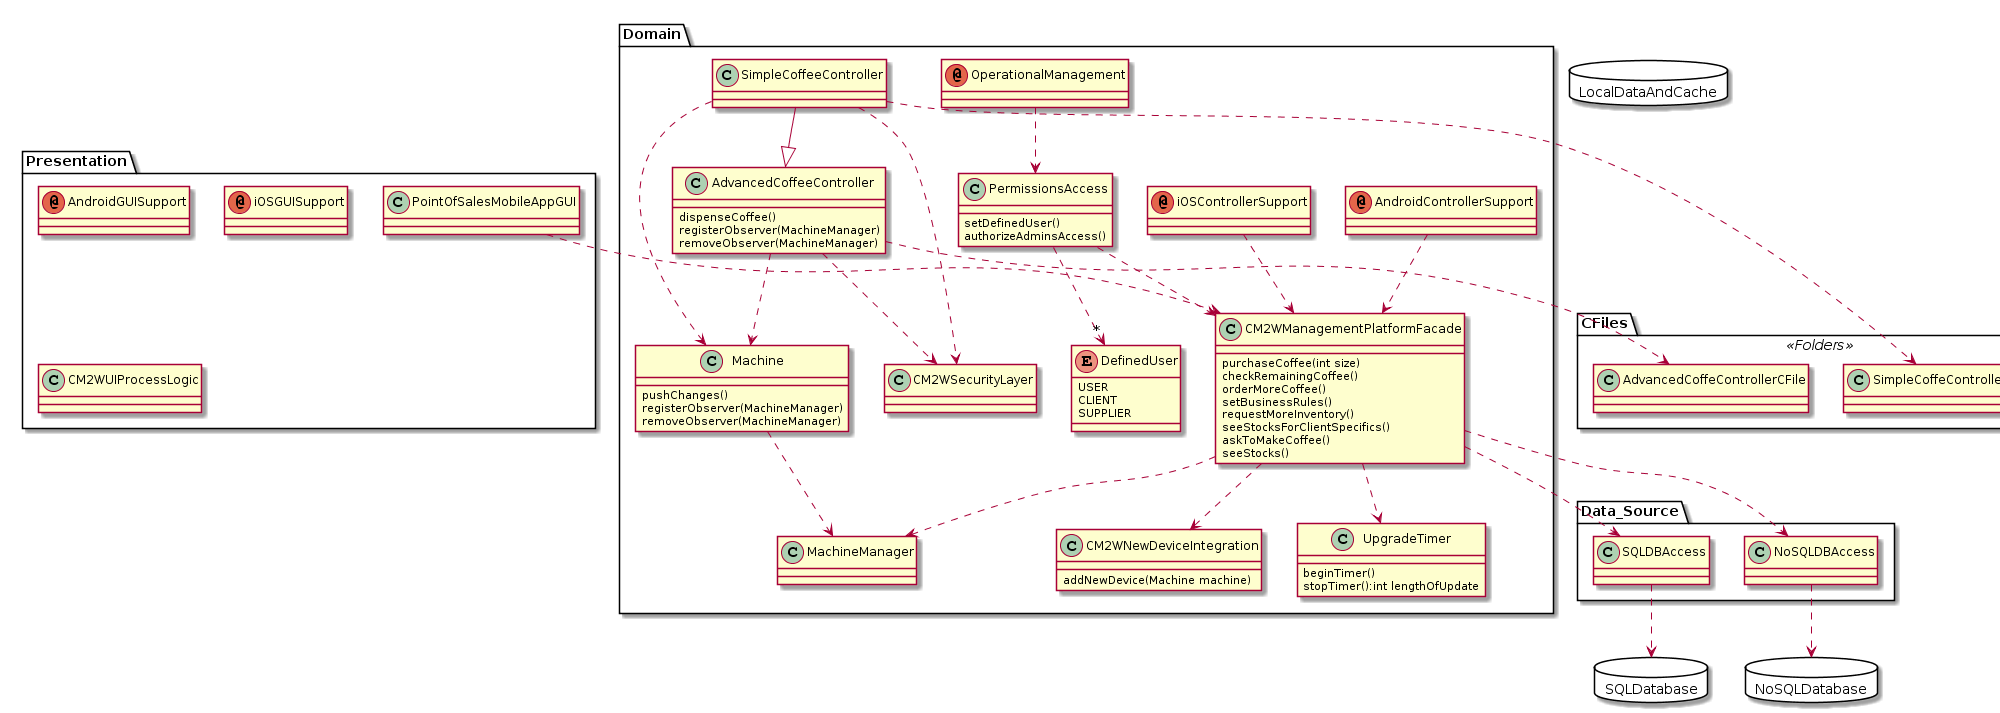 Domain
C SimpleCoffeeController
@ OperationalManagement
LocalDataAndCache
Presentation
@ AndroidGUISupport
@ iOSGUISupport
C PointOfSalesMobileAppGUI
C AdvancedCoffeeController
dispenseCoffee()
registerObserver(MachineManager)
removeObserver(MachineManager)
C PermissionsAccess
setDefinedUser()
authorizeAdminsAccess()
@ iOSControllerSupport
@ AndroidControllerSupport
C CM2WUIProcessLogic
C Machine
pushChanges()
registerObserver(MachineManager)
removeObserver(MachineManager)
C CM2WSecurityLayer
*
E DefinedUser
USER
CLIENT
SUPPLIER
C CM2WManagementPlatformFacade
purchaseCoffee(int size)
checkRemainingCoffee()
orderMoreCoffee()
setBusinessRules()
requestMoreInventory()
seeStocksForClientSpecifics()
askToMakeCoffee()
seeStocks()
CFiles
«Folders»
C AdvancedCoffeControllerCFile
C SimpleCoffeControlle
C MachineManager
C CM2WNewDeviceIntegration
addNewDevice(Machine machine)
C UpgradeTimer
beginTimer()
stopTimer():int lengthOfUpdate
Data_Source
C SQLDBAccess
C NoSQLDBAccess
SQLDatabase
NoSQLDatabase